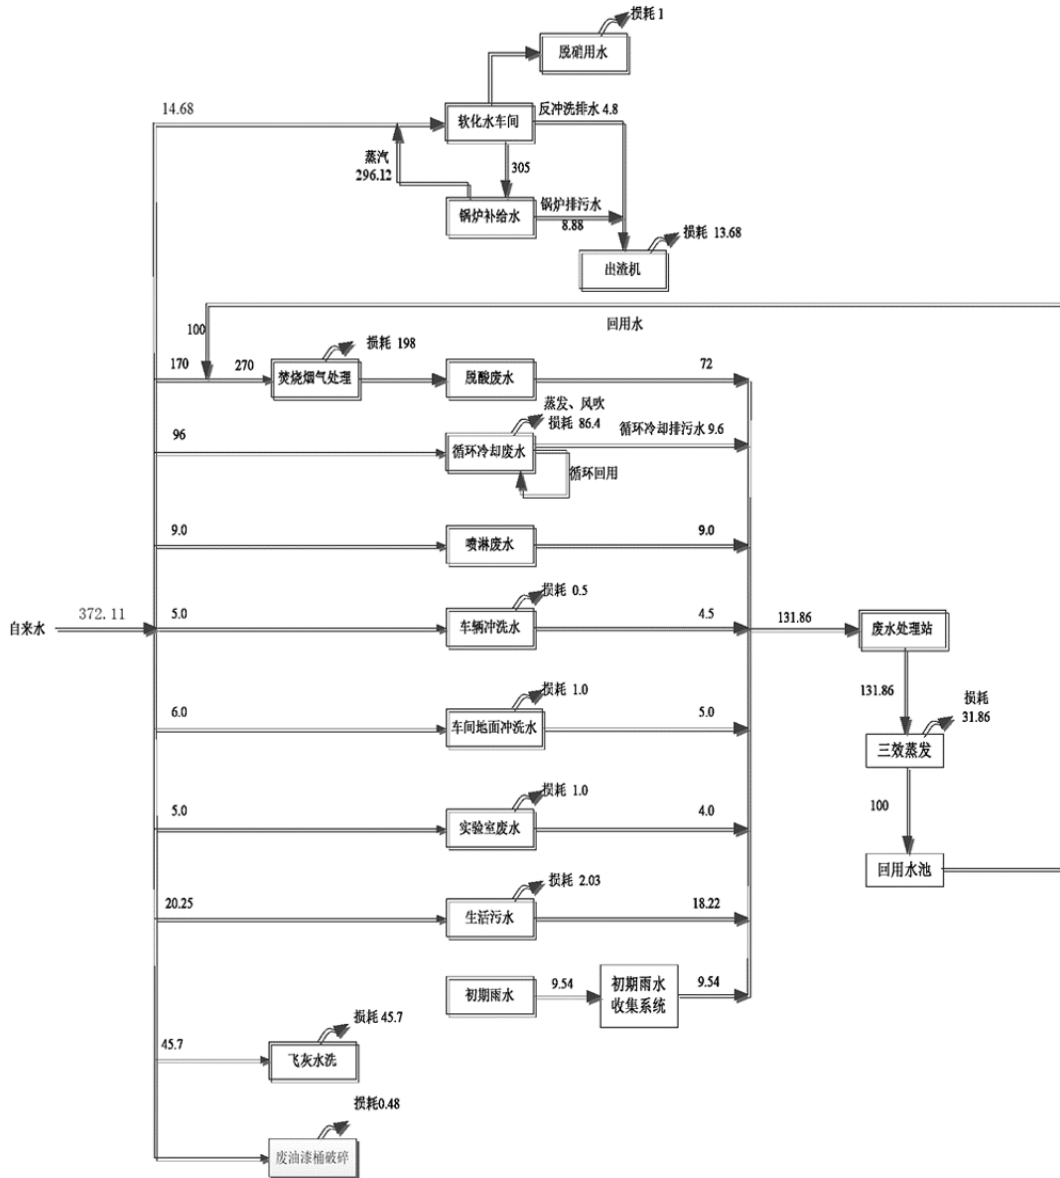 损耗 1
脱硝用水
14.68
软化水车间
反冲洗排水 4.8
蒸汽
296.12
305
锅炉补给水
锅炉排污水
8.88
损耗 13.68
出渣机
100
回用水
170
270
损耗 198
焚烧烟气处理
脱酸废水
72
96
蒸发、风吹
损耗 86.4
循环冷却废水
循环冷却排污水 9.6
循环回用
9.0
喷淋废水
9.0
自来水
372.11
5.0
损耗 0.5
车辆冲洗水
4.5
131.86
废水处理站
131.86
6.0
损耗 1.0
车间地面冲洗水
5.0
损耗
31.86
三效蒸发
100
5.0
损耗 1.0
实验室废水
4.0
回用水池
20.25
损耗 2.03
生活污水
18.22
初期雨水
9.54
初期雨水
收集系统
9.54
45.7
损耗 45.7
飞灰水洗
损耗0.48
废油漆桶破碎